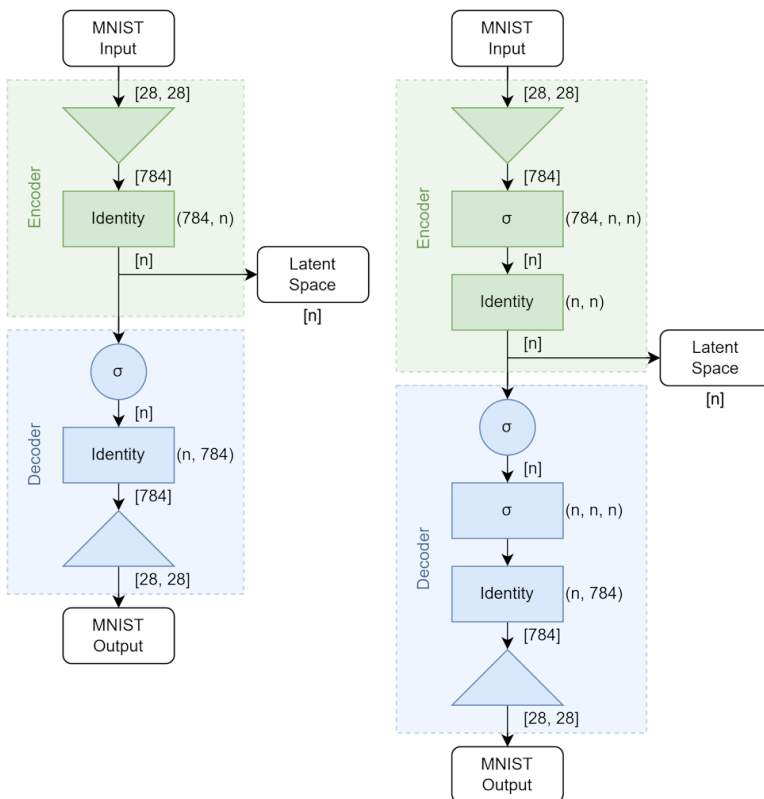 MNIST
Input
[28, 28]
[784]
Encoder
Identity
(784, n)
[n]
Latent
Space
[n]
σ
[n]
Decoder
Identity
(n, 784)
[784]
[28, 28]
MNIST
Output
MNIST
Input
[28, 28]
[784]
Encoder
σ
(784, n, n)
[n]
Identity
(n, n)
[n]
Latent
Space
[n]
σ
[n]
Decoder
σ
(n, n, n)
Identity
(n, 784)
[784]
[28, 28]
MNIST
Output